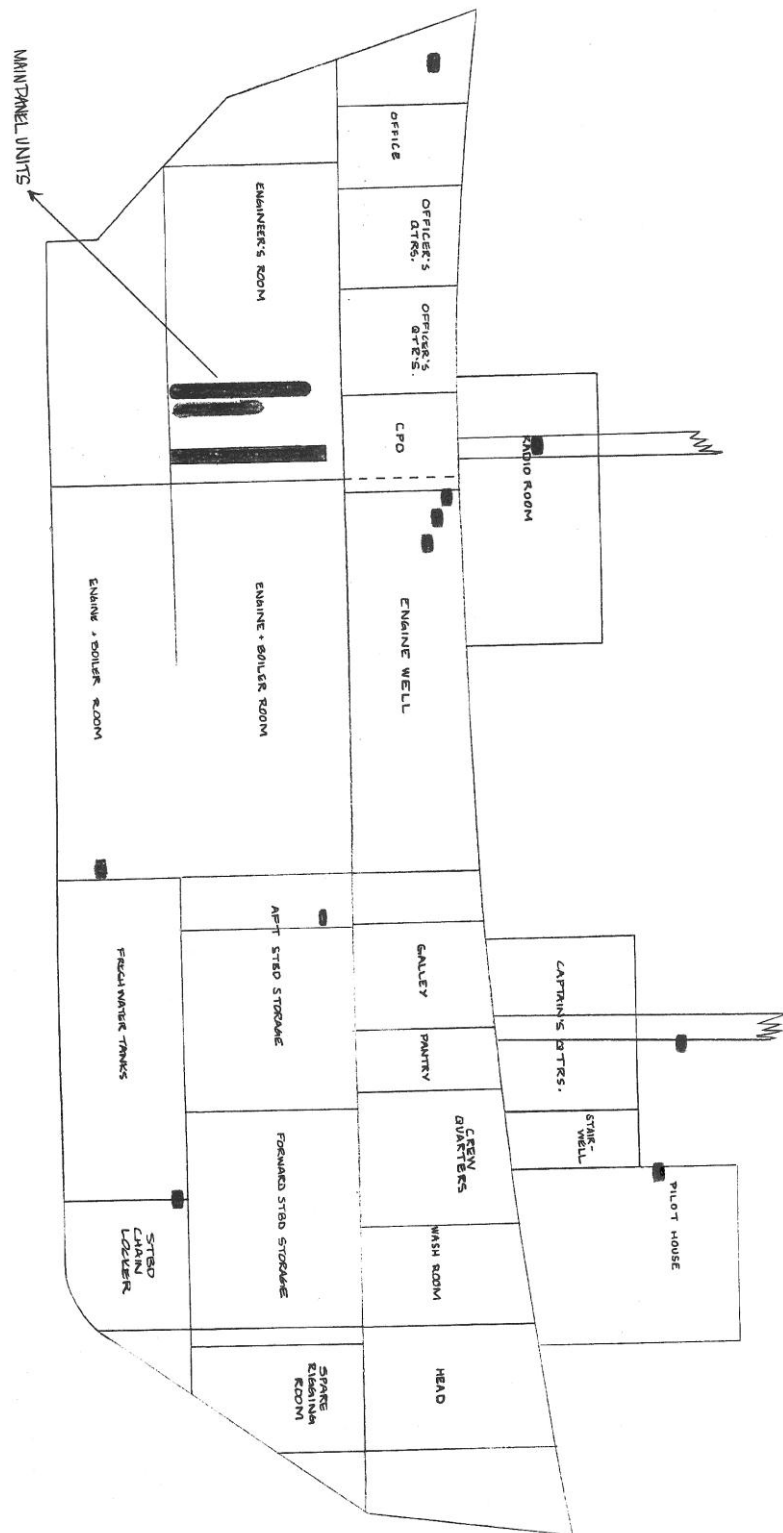 MAIN PANEL UNITS
OFFICE
OFFICER'S
QTRS.
OFFICER'S
QTR'S.
CPO
RADIO ROOM
ENGINEER'S ROOM
ENGINE WELL
ENGINE + BOILER ROOM
ENGINE + BOILER ROOM
GALLEY
PANTRY
CREW
QUARTERS
WASH ROOM
HEAD
CAPTAIN'S QTRS.
STAIR-
WELL
PILOT HOUSE
AFT STBD STORAGE
FORWARD STBD STORAGE
SPARE
RIGGING
ROOM
FRESH WATER TANKS
STBD
CHAIN
LOCKER